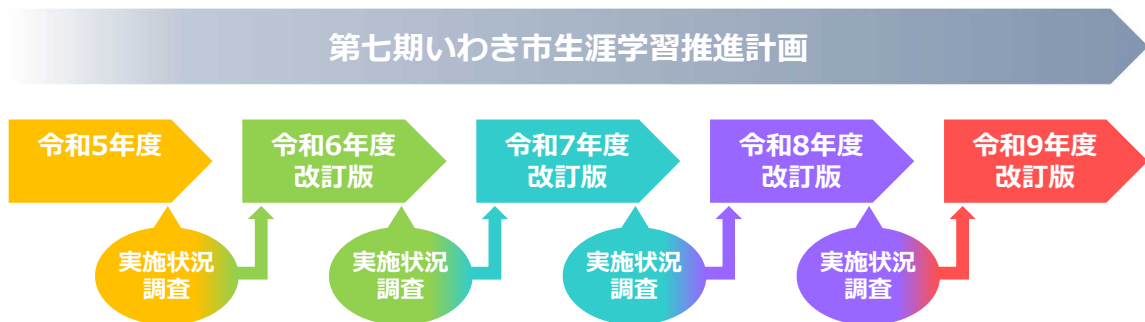 第七期いわき市生涯学習推進計画
令和5年度
令和6年度
改訂版
令和7年度
改訂版
令和8年度
改訂版
令和9年度
改訂版
実施状況
調査
実施状況
調査
実施状況
調査
実施状況
調査